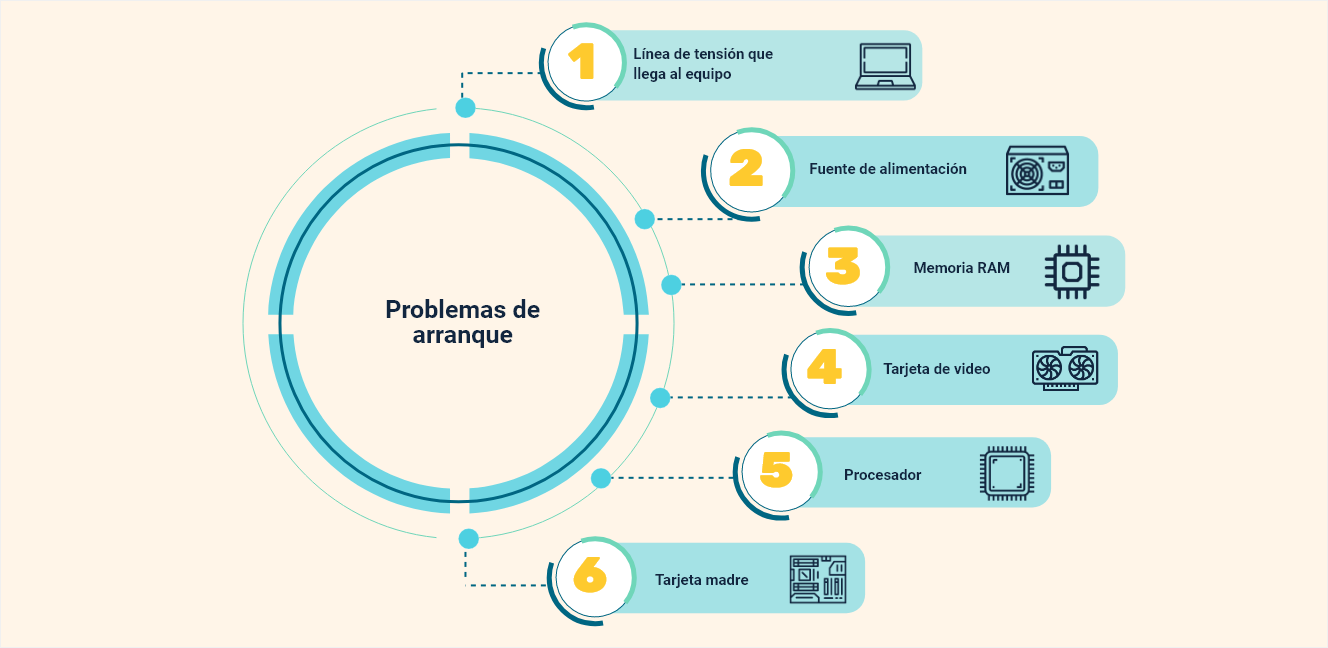 1
Línea de tensión que
llega al equipo
2
Fuente de alimentación
3
Memoria RAM
Problemas de
arranque
4
Tarjeta de video
5
Procesador
6
Tarjeta madre